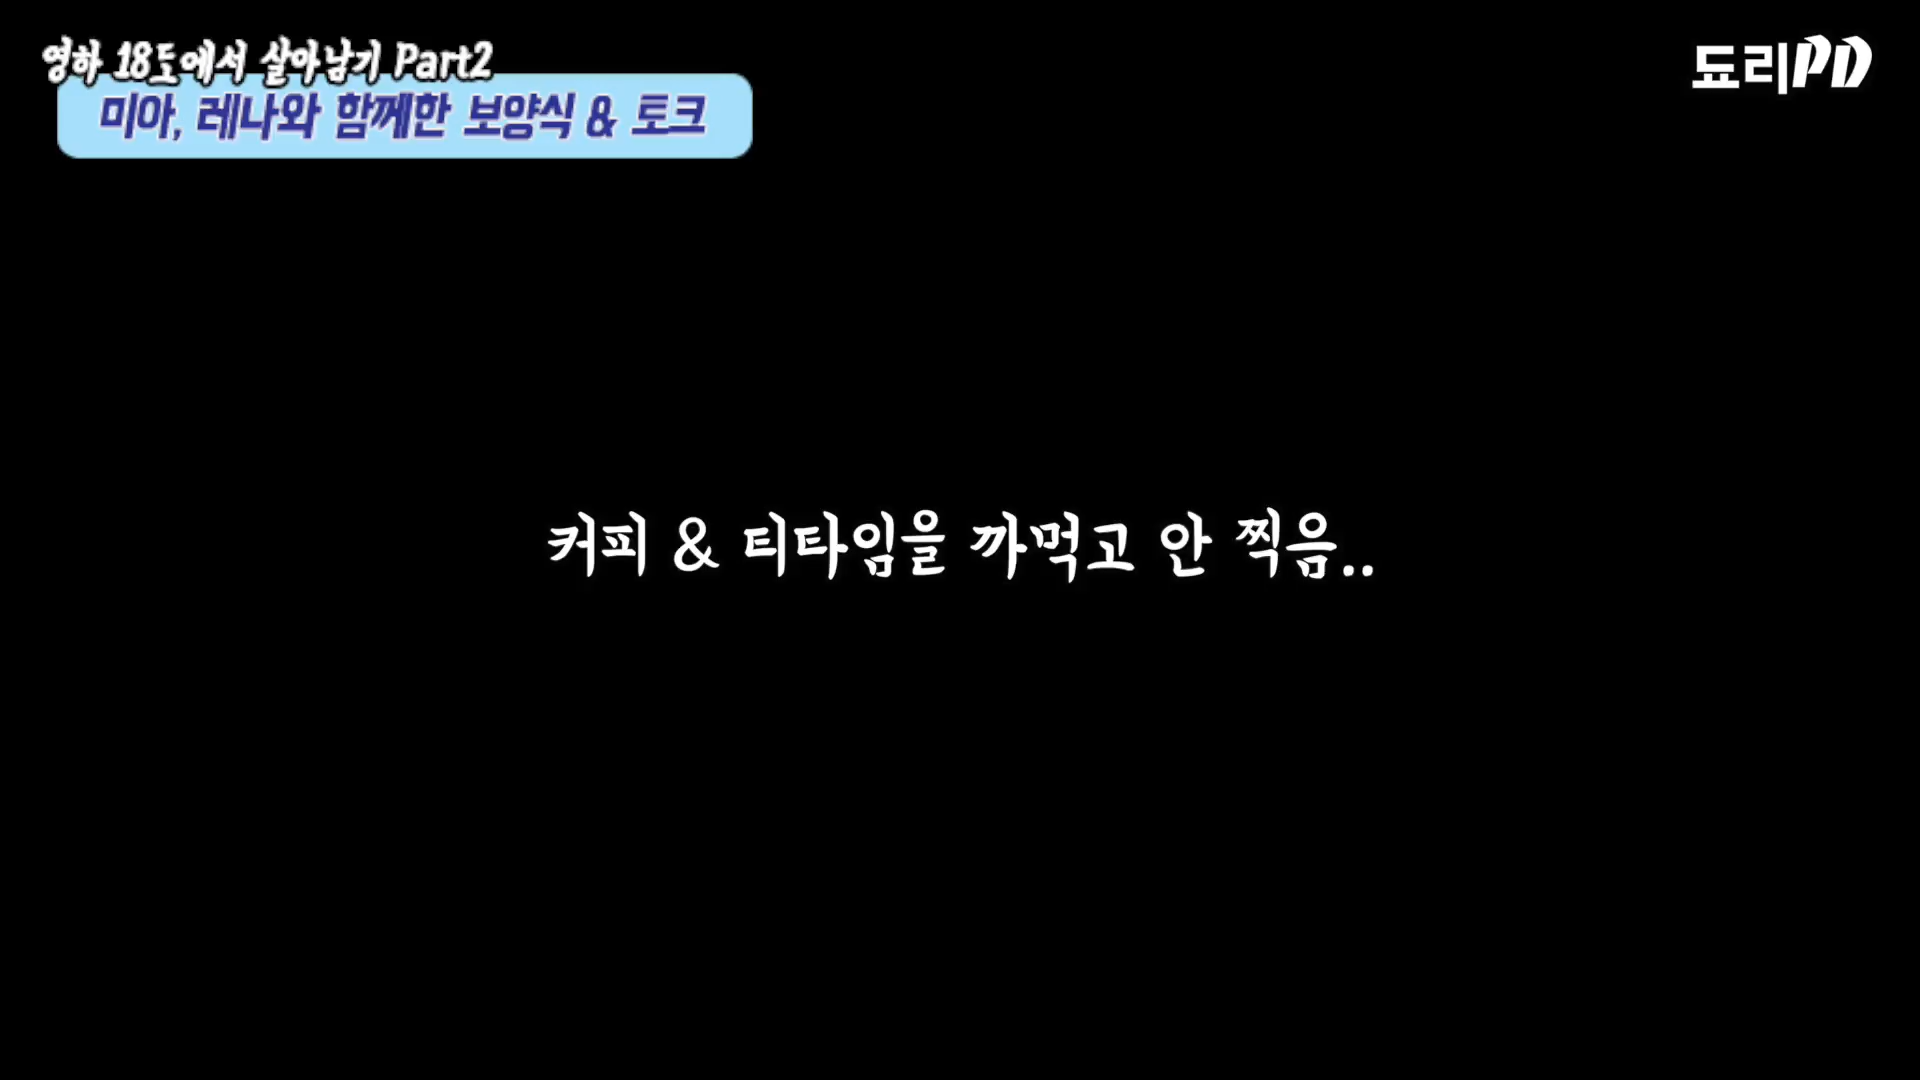 영하 18도에서 살아남기 Part2
미아, 레나와 함께한 보양식 & 토크
됴리PD
커피 & 티타임을 까먹고 안 찍음..